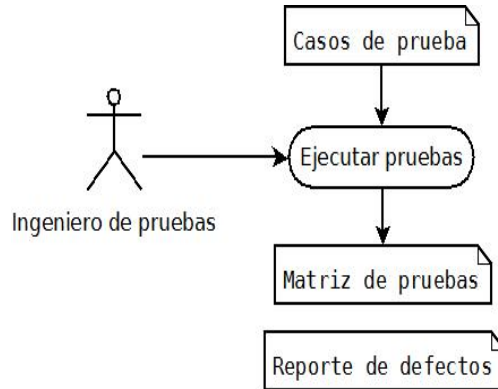 Casos de prueba
Ejecutar pruebas
Ingeniero de pruebas
Matriz de pruebas
Reporte de defectos